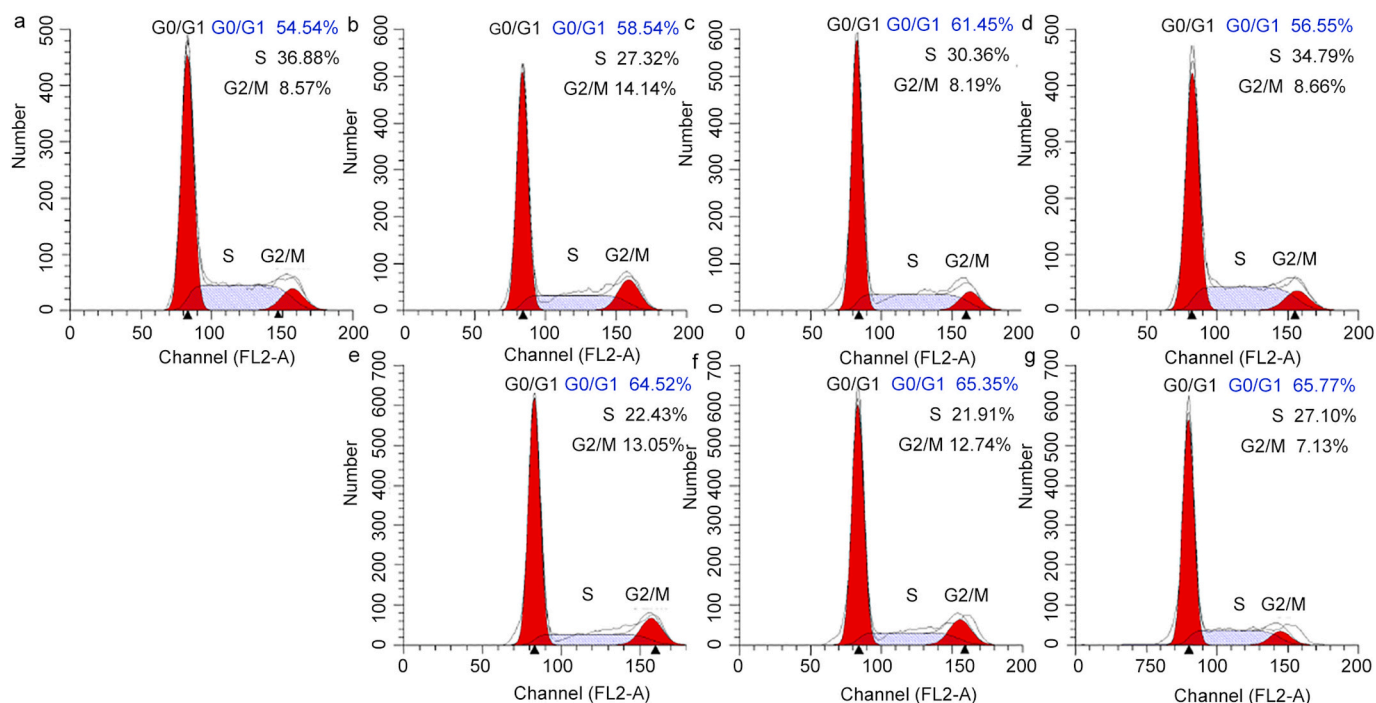 a
G0/G1 G0/G1 54.54%
S 36.88%
G2/M 8.57%
500
400
300
200
100
0
Number
S G2/M
0 50 100 150 200
Channel (FL2-A)
b
G0/G1 G0/G1 58.54%
S 27.32%
G2/M 14.14%
600
500
400
300
200
100
0
Number
S G2/M
0 50 100 150 200
Channel (FL2-A)
c
G0/G1 G0/G1 61.45%
S 30.36%
G2/M 8.19%
600
500
400
300
200
100
0
Number
S G2/M
0 50 100 150 200
Channel (FL2-A)
d
G0/G1 G0/G1 56.55%
S 34.79%
G2/M 8.66%
500
400
300
200
100
0
Number
S G2/M
0 50 100 150 200
Channel (FL2-A)
e
G0/G1 G0/G1 64.52%
S 22.43%
G2/M 13.05%
700
600
500
400
300
200
100
0
Number
S G2/M
0 50 100 150
Channel (FL2-A)
f
G0/G1 G0/G1 65.35%
S 21.91%
G2/M 12.74%
700
600
500
400
300
200
100
0
Number
S G2/M
0 50 100 150 200
Channel (FL2-A)
g
G0/G1 G0/G1 65.77%
S 27.10%
G2/M 7.13%
700
600
500
400
300
200
100
0
Number
S G2/M
0 750 100 150 200
Channel (FL2-A)